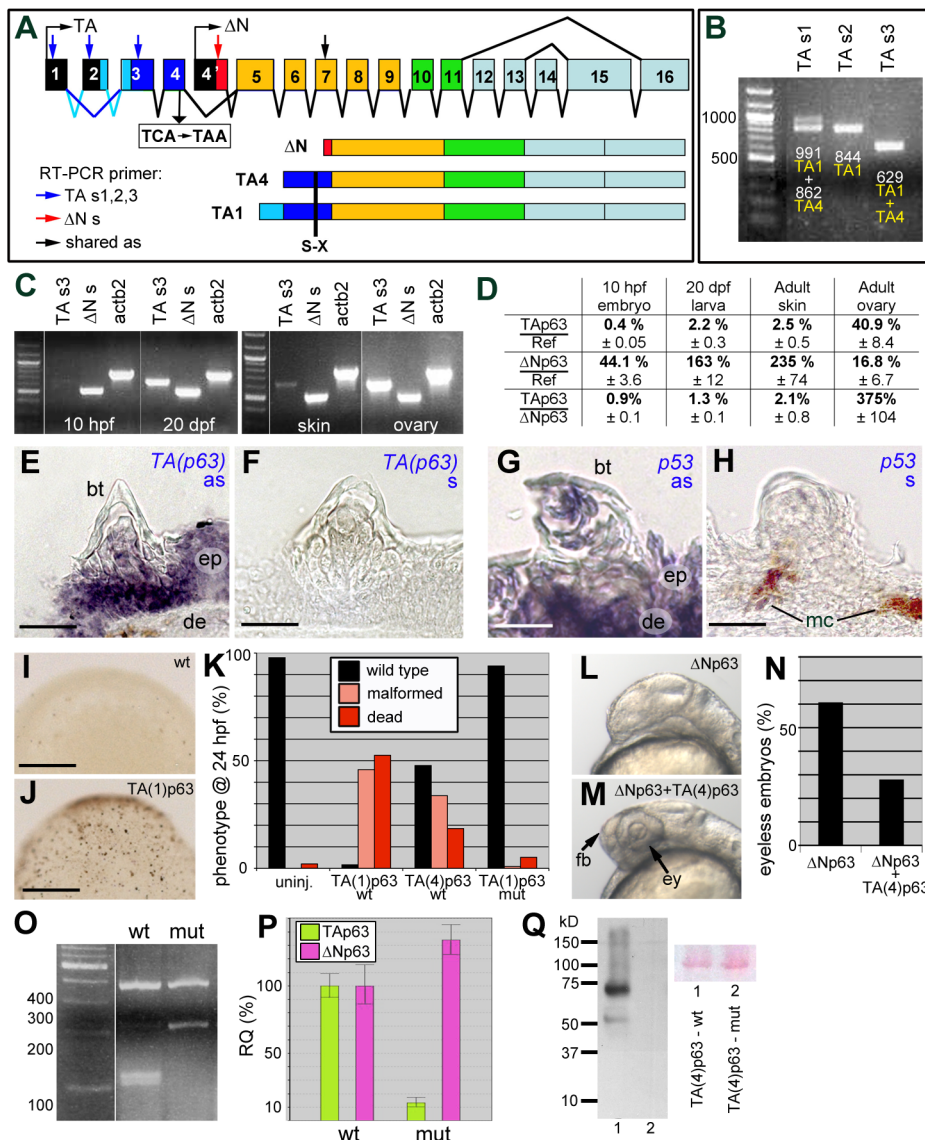 A
TA
ΔN
1 2 3 4 4' 5 6 7 8 9 10 11 12 13 14 15 16
TCA→TAA
RT-PCR primer:
TA s1,2,3
ΔN s
shared as
ΔN
TA4
TA1
S-X
B
TA s1
TA s2
TA s3
1000
500
991
TA1
+
862
TA4
844
TA1
629
TA1
+
TA4
C
TA s3
ΔN s
actb2
TA s3
ΔN s
actb2
TA s3
ΔN s
actb2
TA s3
ΔN s
actb2
10 hpf
20 dpf
skin
ovary
D
10 hpf embryo 20 dpf larva Adult skin Adult ovary
TAp63 0.4 % 2.2 % 2.5 % 40.9 %
Ref ± 0.05 ± 0.3 ± 0.5 ± 8.4
ΔNp63 44.1 % 163 % 235 % 16.8 %
Ref ± 3.6 ± 12 ± 74 ± 6.7
TAp63 0.9% 1.3 % 2.1% 375%
ΔNp63 ± 0.1 ± 0.1 ± 0.8 ± 104
E
TA(p63)
as
bt
ep
de
F
TA(p63)
s
G
bt
p53
as
ep
de
H
p53
s
mc
I
wt
J
TA(1)p63
K
100
50
0
phenotype @ 24 hpf (%)
wild type
malformed
dead
uninj.
TA(1)p63
wt
TA(4)p63
wt
TA(1)p63
mut
L
ΔNp63
M
ΔNp63+TA(4)p63
fb
ey
N
eyeless embryos (%)
50
0
ΔNp63
ΔNp63
+
TA(4)p63
O
wt
mut
400
300
200
100
P
TAp63
ΔNp63
RQ (%)
100
50
10
wt
mut
Q
kD
150
100
75
50
37
10
1 2
1 2
TA(4)p63 - wt
TA(4)p63 - mut